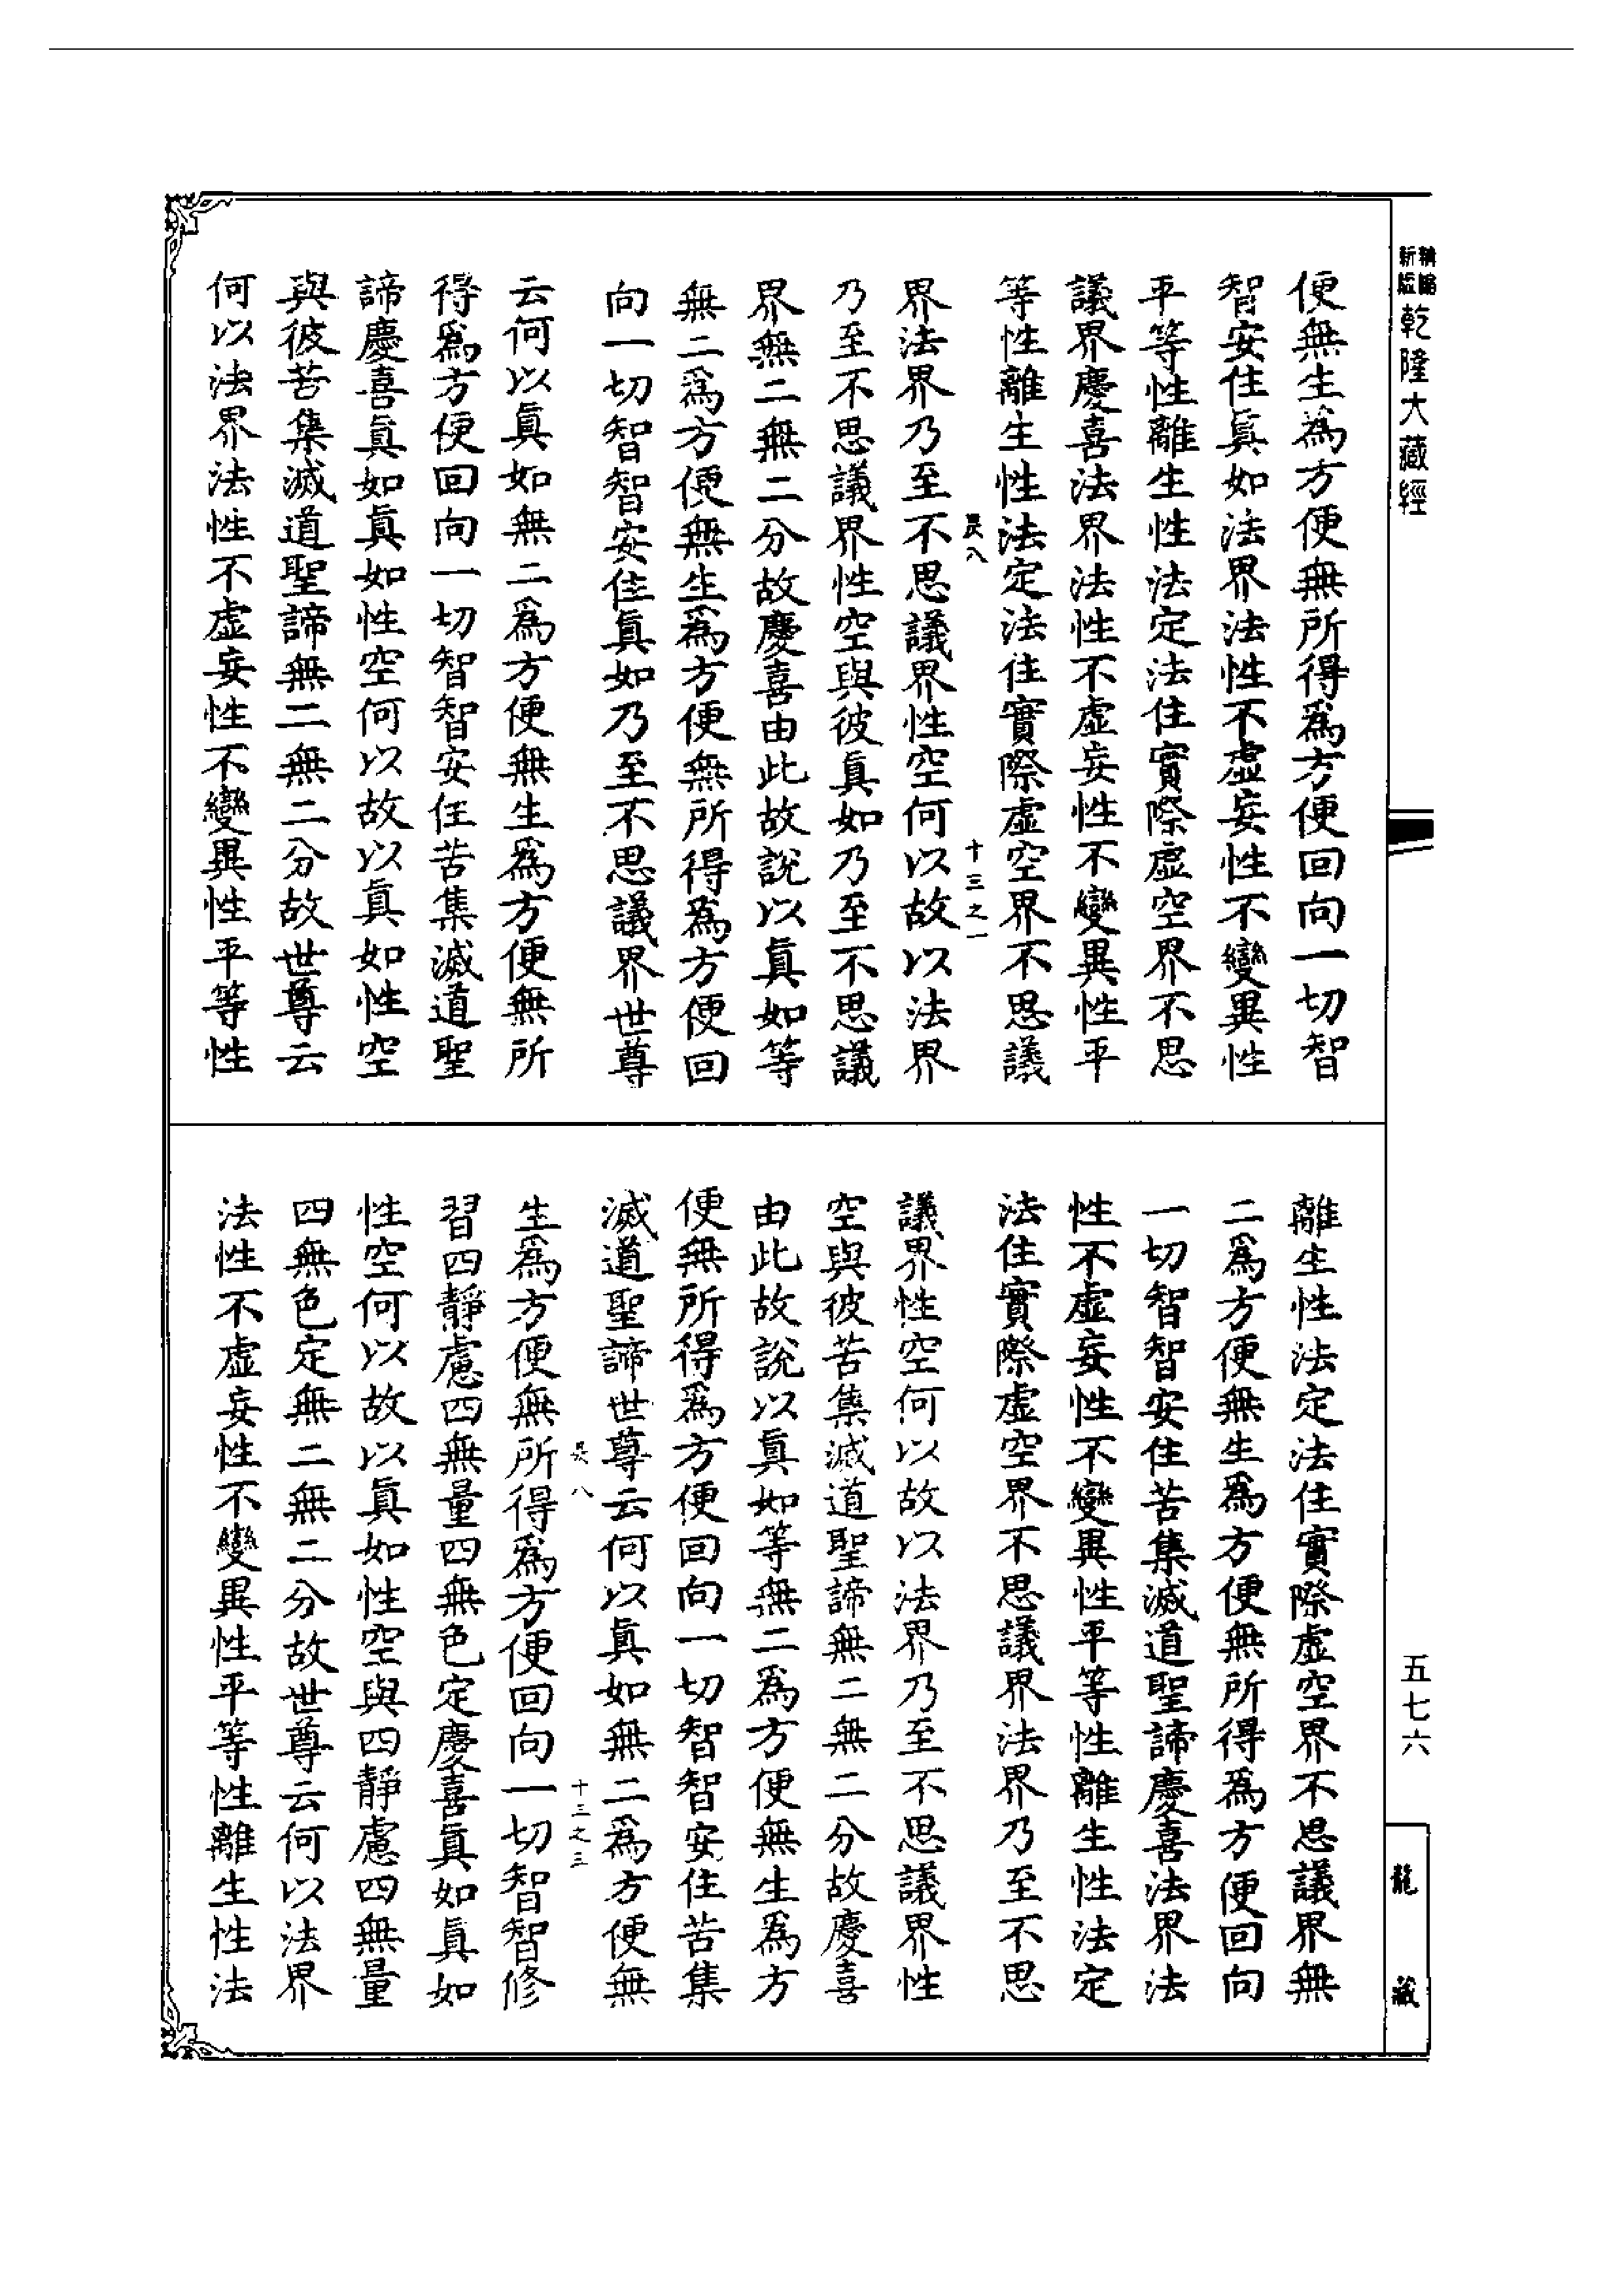 新編縮版乾隆大藏經
五七六
龍藏
便無生為方便無所得爲方便回向一切智
智安住眞如法界法性不虛妄性不變異性
平等性離生性法定法住實際虛空界不思
議界慶喜法界法性不虛妄性不變異性平
等性離生性法定法住實際虛空界不思議
十三之一
界法界乃至不思議界性空何以故以法界
乃至不思議界性空與彼眞如乃至不思議
界無二無二分故慶喜由此故說以眞如等
無二爲方便無生爲方便無所得爲方便回
向一切智智安住眞如乃至不思議界世尊
云何以眞如無二爲方便無生爲方便無所
得爲方便回向一切智智安住苦集滅道聖
諦慶喜眞如眞如性空何以故以眞如性空
與彼苦集滅道聖諦無二無二分故世尊云
何以法界法性不虛妄性不變異性平等性
離生性法定法住實際虛空界不思議界無
二爲方便無生爲方便無所得爲方便回向
一切智智安住苦集滅道聖諦慶喜法界法
性不虛妄性不變異性平等性離生性法定
法住實際虛空界不思議界法界乃至不思
議界性空何以故以法界乃至不思議界性
空與彼苦集滅道聖諦無二無二分故慶喜
由此故說以眞如等無二爲方便無生爲方
便無所得爲方便回向一切智智安住苦集
滅道聖諦世尊云何以眞如無二爲方便無
十三之三
生爲方便無所得爲方便回向一切智智修
習四靜慮四無量四無色定慶喜眞如眞如
性空何以故以眞如性空與四靜慮四無量
四無色定無二無二分故世尊云何以法界
法性不虛妄性不變異性平等性離生性法